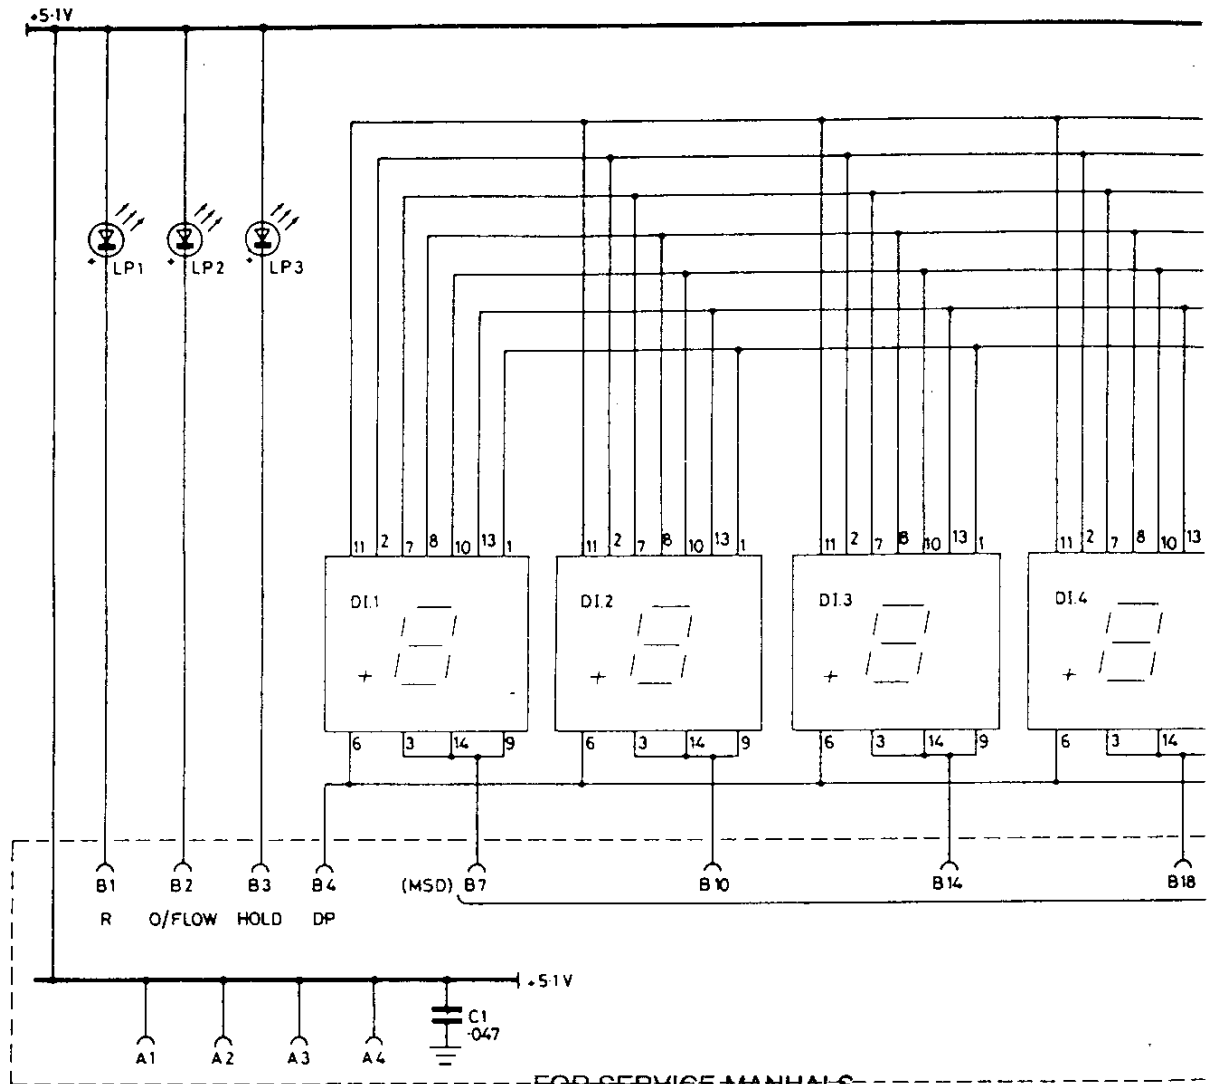 +5·1V
LP1 LP2 LP3
11 2 7 8 10 13 1 11 2 7 8 10 13 1 11 2 7 8 10 13 1 11 2 7 8 10 13
DI.1 DI.2 DI.3 DI.4
+ + + +
6 3 14 9 6 3 14 9 6 3 14 9 6 3 14
B1 B2 B3 B4 (MSD) B7 B10 B14 B18
R O/FLOW HOLD DP
+5·1V
C1
·047
A1 A2 A3 A4
FOR SERVICE MANUALS